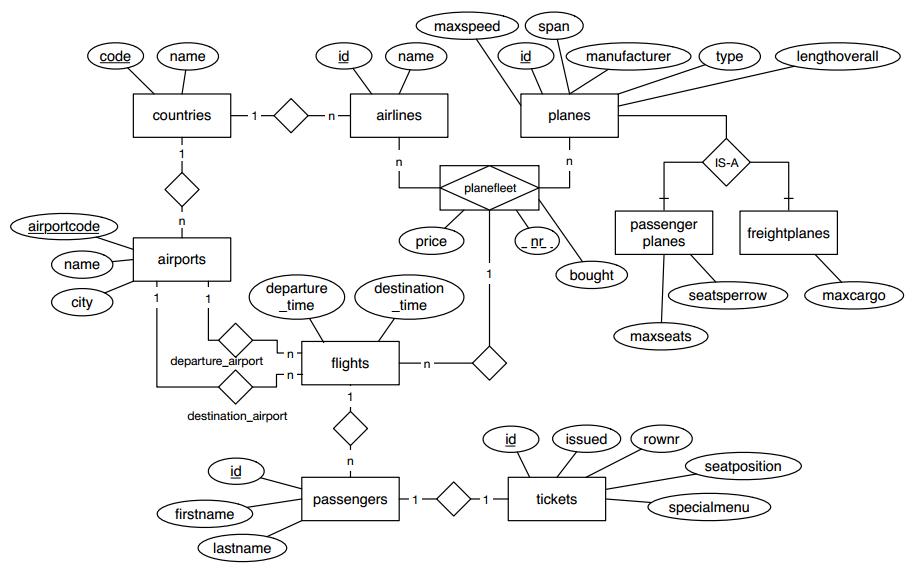 maxspeed
span
code
name
id
name
id
manufacturer
type
lengthoverall
countries
1
n
airlines
planes
1
n
n
IS-A
planefleet
n
airportcode
passenger
planes
freightplanes
price
nr
airports
name
bought
1
city
departure
_time
destination
_time
seatsperrow
maxcargo
1
1
maxseats
n
departure_airport
flights
n
n
destination_airport
1
id
issued
rownr
n
id
seatposition
passengers
1
1
tickets
specialmenu
firstname
lastname